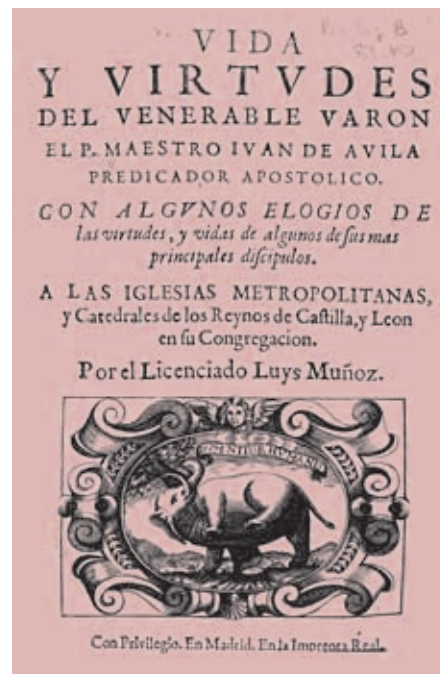 VIDA
Y VIRTVDES
DEL VENERABLE VARON
EL P. MAESTRO IVAN DE AVILA
PREDICADOR APOSTOLICO.
CON ALGVNOS ELOGIOS DE
las virtudes, y vidas de algunos de sus mas
principales discipulos.
A LAS IGLESIAS METROPOLITANAS,
y Catedrales de los Reynos de Castilla, y Leon
en su Congregacion.
Por el Licenciado Luys Muñoz.
Con Privilegio. En Madrid. En la Imprenta Real.